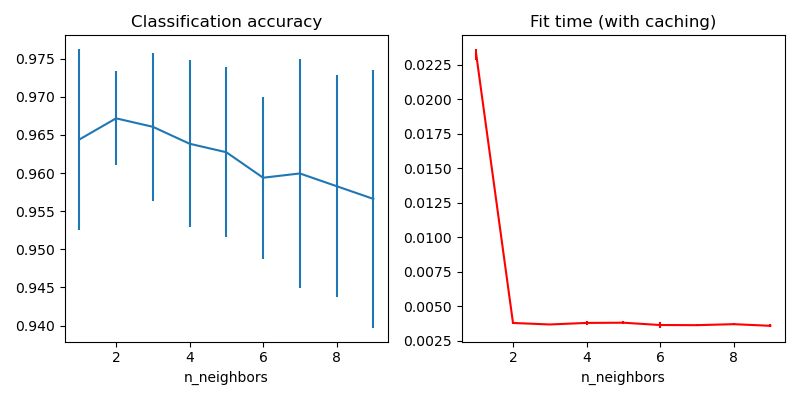 Classification accuracy
0.975
0.970
0.965
0.960
0.955
0.950
0.945
0.940
2 4 6 8
n_neighbors
Fit time (with caching)
0.0225
0.0200
0.0175
0.0150
0.0125
0.0100
0.0075
0.0050
0.0025
2 4 6 8
n_neighbors